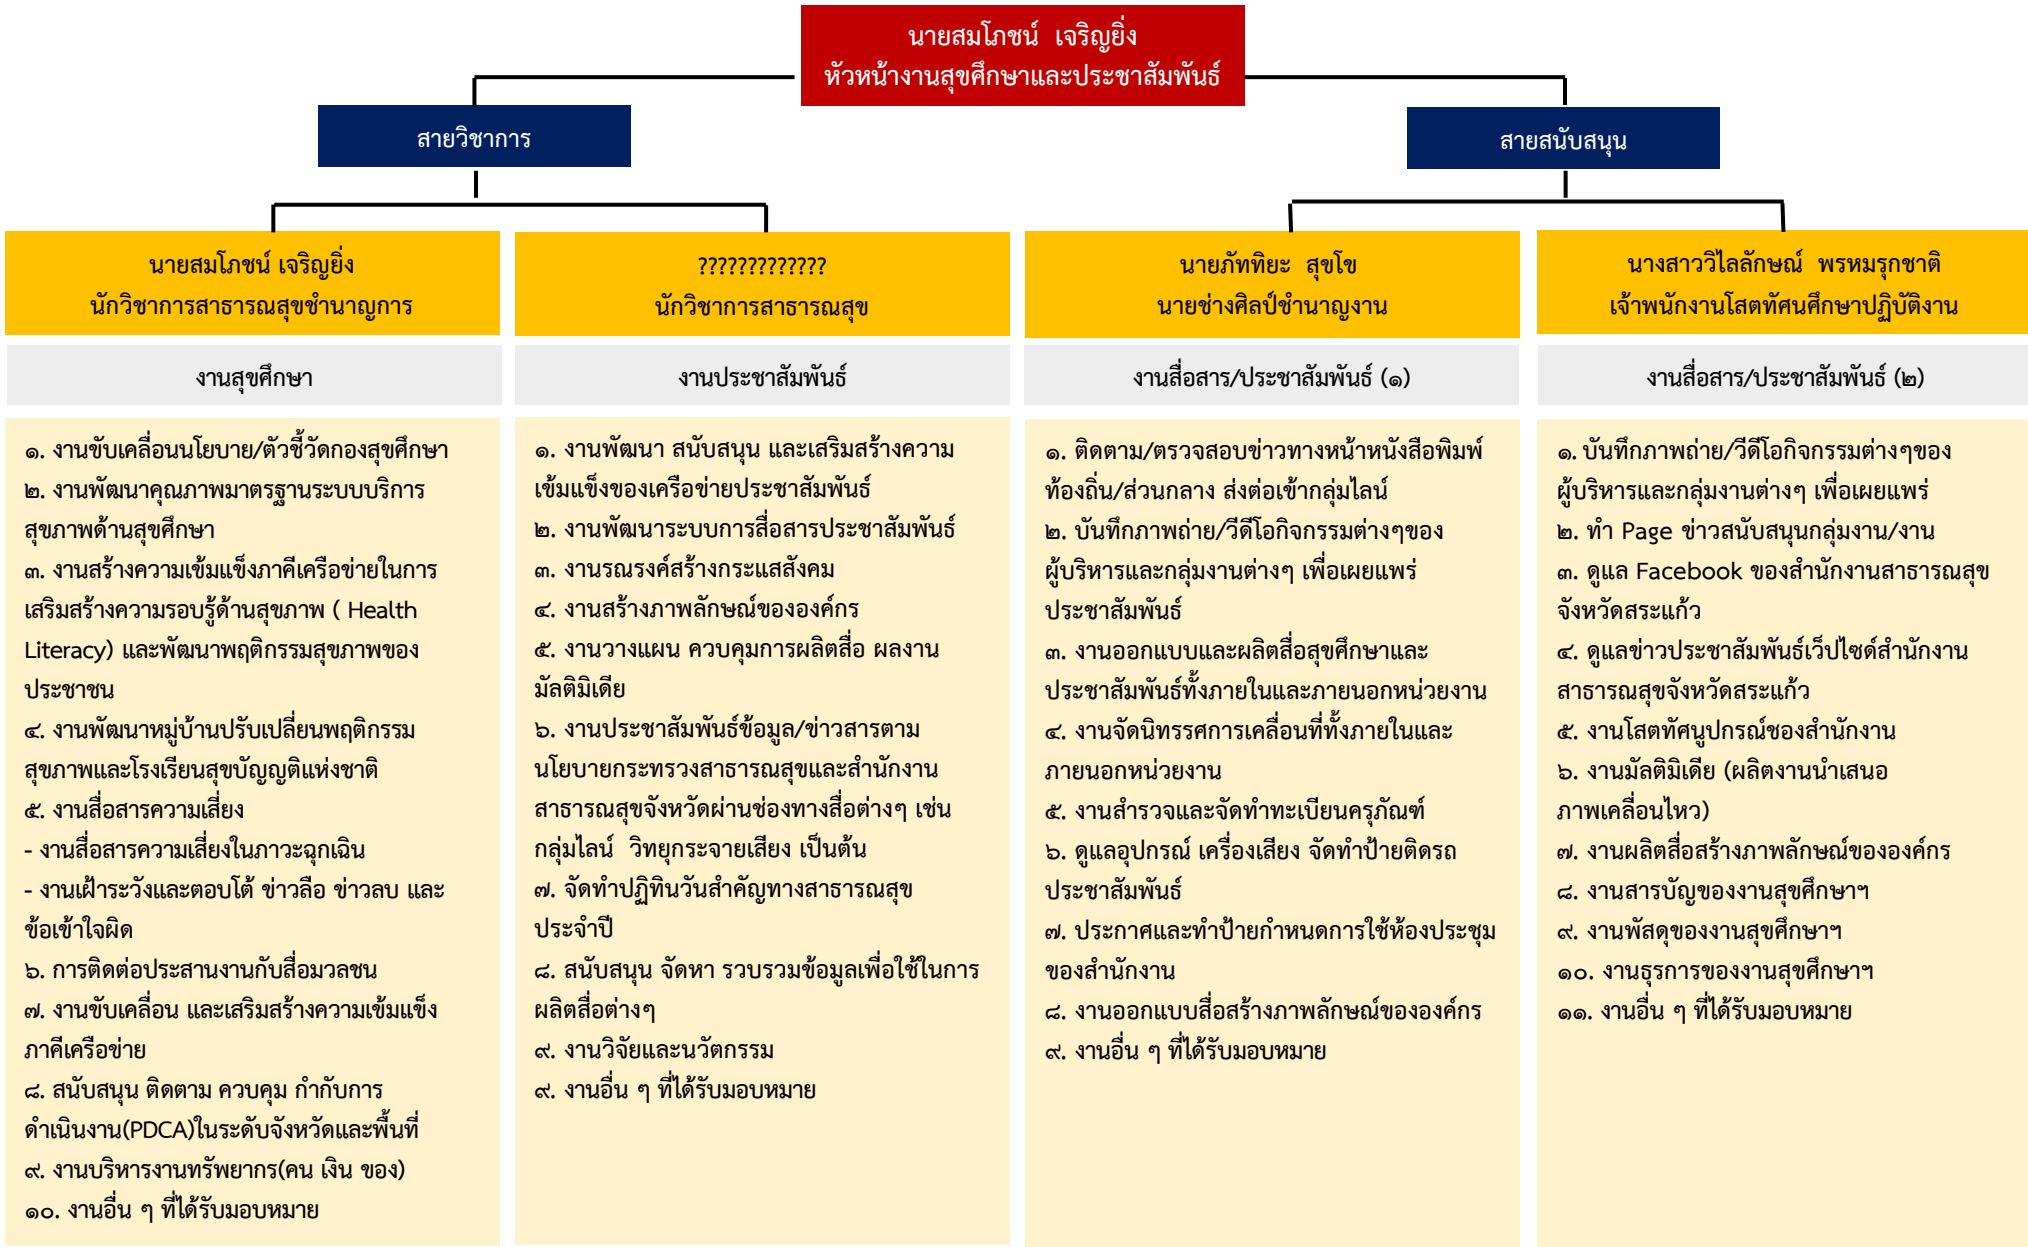 นายสมโภชน์  เจริญยิ่ง
หัวหน้างานสุขศึกษาและประชาสัมพันธ์
สายวิชาการ
สายสนับสนุน
นายสมโภชน์ เจริญยิ่ง
นักวิชาการสาธารณสุขชำนาญการ
งานสุขศึกษา
๑. งานขับเคลื่อนนโยบาย/ตัวชี้วัดกองสุขศึกษา
๒. งานพัฒนาคุณภาพมาตรฐานระบบบริการ
สุขภาพด้านสุขศึกษา
๓. งานสร้างความเข้มแข็งภาคีเครือข่ายในการ
เสริมสร้างความรอบรู้ด้านสุขภาพ ( Health
Literacy) และพัฒนาพฤติกรรมสุขภาพของ
ประชาชน
๔. งานพัฒนาหมู่บ้านปรับเปลี่ยนพฤติกรรม
สุขภาพและโรงเรียนสุขบัญญติแห่งชาติ
๕. งานสื่อสารความเสี่ยง
- งานสื่อสารความเสี่ยงในภาวะฉุกเฉิน
- งานเฝ้าระวังและตอบโต้ ข่าวลือ ข่าวลบ และ
ข้อเข้าใจผิด
๖. การติดต่อประสานงานกับสื่อมวลชน
๗. งานขับเคลื่อน และเสริมสร้างความเข้มแข็ง
ภาคีเครือข่าย
๘. สนับสนุน ติดตาม ควบคุม กำกับการ
ดำเนินงาน(PDCA)ในระดับจังหวัดและพื้นที่
๙. งานบริหารงานทรัพยากร(คน เงิน ของ)
๑๐. งานอื่น ๆ ที่ได้รับมอบหมาย
?????????????
นักวิชาการสาธารณสุข
งานประชาสัมพันธ์
๑. งานพัฒนา สนับสนุน และเสริมสร้างความ
เข้มแข็งของเครือข่ายประชาสัมพันธ์
๒. งานพัฒนาระบบการสื่อสารประชาสัมพันธ์
๓. งานรณรงค์สร้างกระแสสังคม
๔. งานสร้างภาพลักษณ์ขององค์กร
๕. งานวางแผน ควบคุมการผลิตสื่อ ผลงาน
มัลติมิเดีย
๖. งานประชาสัมพันธ์ข้อมูล/ข่าวสารตาม
นโยบายกระทรวงสาธารณสุขและสำนักงาน
สาธารณสุขจังหวัดผ่านช่องทางสื่อต่างๆ เช่น
กลุ่มไลน์  วิทยุกระจายเสียง เป็นต้น
๗. จัดทำปฏิทินวันสำคัญทางสาธารณสุข
ประจำปี
๘. สนับสนุน จัดหา รวบรวมข้อมูลเพื่อใช้ในการ
ผลิตสื่อต่างๆ
๙. งานวิจัยและนวัตกรรม
๙. งานอื่น ๆ ที่ได้รับมอบหมาย
นายภัททิยะ  สุขโข
นายช่างศิลป์ชำนาญงาน
งานสื่อสาร/ประชาสัมพันธ์ (๑)
๑. ติดตาม/ตรวจสอบข่าวทางหน้าหนังสือพิมพ์
ท้องถิ่น/ส่วนกลาง ส่งต่อเข้ากลุ่มไลน์
๒. บันทึกภาพถ่าย/วีดีโอกิจกรรมต่างๆของ
ผู้บริหารและกลุ่มงานต่างๆ เพื่อเผยแพร่
ประชาสัมพันธ์
๓. งานออกแบบและผลิตสื่อสุขศึกษาและ
ประชาสัมพันธ์ทั้งภายในและภายนอกหน่วยงาน
๔. งานจัดนิทรรศการเคลื่อนที่ทั้งภายในและ
ภายนอกหน่วยงาน
๕. งานสำรวจและจัดทำทะเบียนครุภัณฑ์
๖. ดูแลอุปกรณ์ เครื่องเสียง จัดทำป้ายติดรถ
ประชาสัมพันธ์
๗. ประกาศและทำป้ายกำหนดการใช้ห้องประชุม
ของสำนักงาน
๘. งานออกแบบสื่อสร้างภาพลักษณ์ขององค์กร
๙. งานอื่น ๆ ที่ได้รับมอบหมาย
นางสาววิไลลักษณ์  พรหมรุกชาติ
เจ้าพนักงานโสตทัศนศึกษาปฏิบัติงาน
งานสื่อสาร/ประชาสัมพันธ์ (๒)
๑. บันทึกภาพถ่าย/วีดีโอกิจกรรมต่างๆของ
ผู้บริหารและกลุ่มงานต่างๆ เพื่อเผยแพร่
๒. ทำ Page ข่าวสนับสนุนกลุ่มงาน/งาน
๓. ดูแล Facebook ของสำนักงานสาธารณสุข
จังหวัดสระแก้ว
๔. ดูแลข่าวประชาสัมพันธ์เว็ปไซด์สำนักงาน
สาธารณสุขจังหวัดสระแก้ว
๕. งานโสตทัศนูปกรณ์ชองสำนักงาน
๖. งานมัลติมิเดีย (ผลิตงานนำเสนอ
ภาพเคลื่อนไหว)
๗. งานผลิตสื่อสร้างภาพลักษณ์ขององค์กร
๘. งานสารบัญของงานสุขศึกษาฯ
๙. งานพัสดุของงานสุขศึกษาฯ
๑๐. งานธุรการของงานสุขศึกษาฯ
๑๑. งานอื่น ๆ ที่ได้รับมอบหมาย